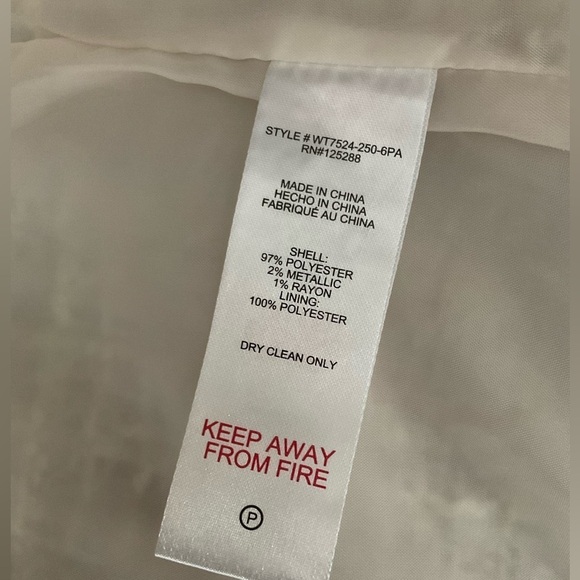 STYLE # WT7524-250-6PA
RN#125288
MADE IN CHINA
HECHO IN CHINA
FABRIQUÉ AU CHINA
SHELL:
97% POLYESTER
2% METALLIC
1% RAYON
LINING:
100% POLYESTER
DRY CLEAN ONLY
KEEP AWAY
FROM FIRE
P